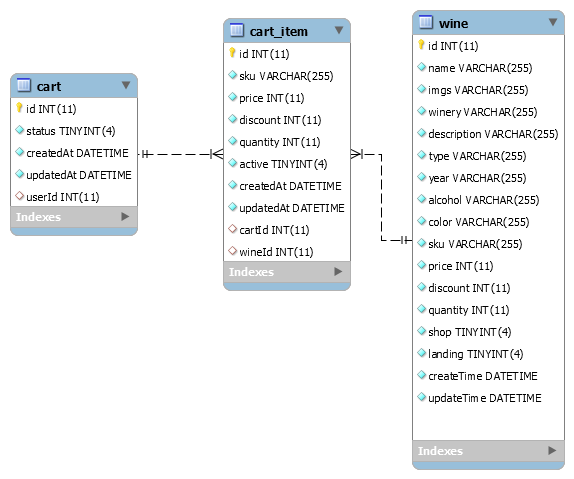 cart
id INT(11)
status TINYINT(4)
createdAt DATETIME
updatedAt DATETIME
userId INT(11)
Indexes
cart_item
id INT(11)
sku VARCHAR(255)
price INT(11)
discount INT(11)
quantity INT(11)
active TINYINT(4)
createdAt DATETIME
updatedAt DATETIME
cartId INT(11)
wineId INT(11)
Indexes
wine
id INT(11)
name VARCHAR(255)
imgs VARCHAR(255)
winery VARCHAR(255)
description VARCHAR(255)
type VARCHAR(255)
year VARCHAR(255)
alcohol VARCHAR(255)
color VARCHAR(255)
sku VARCHAR(255)
price INT(11)
discount INT(11)
quantity INT(11)
shop TINYINT(4)
landing TINYINT(4)
createTime DATETIME
updateTime DATETIME
Indexes